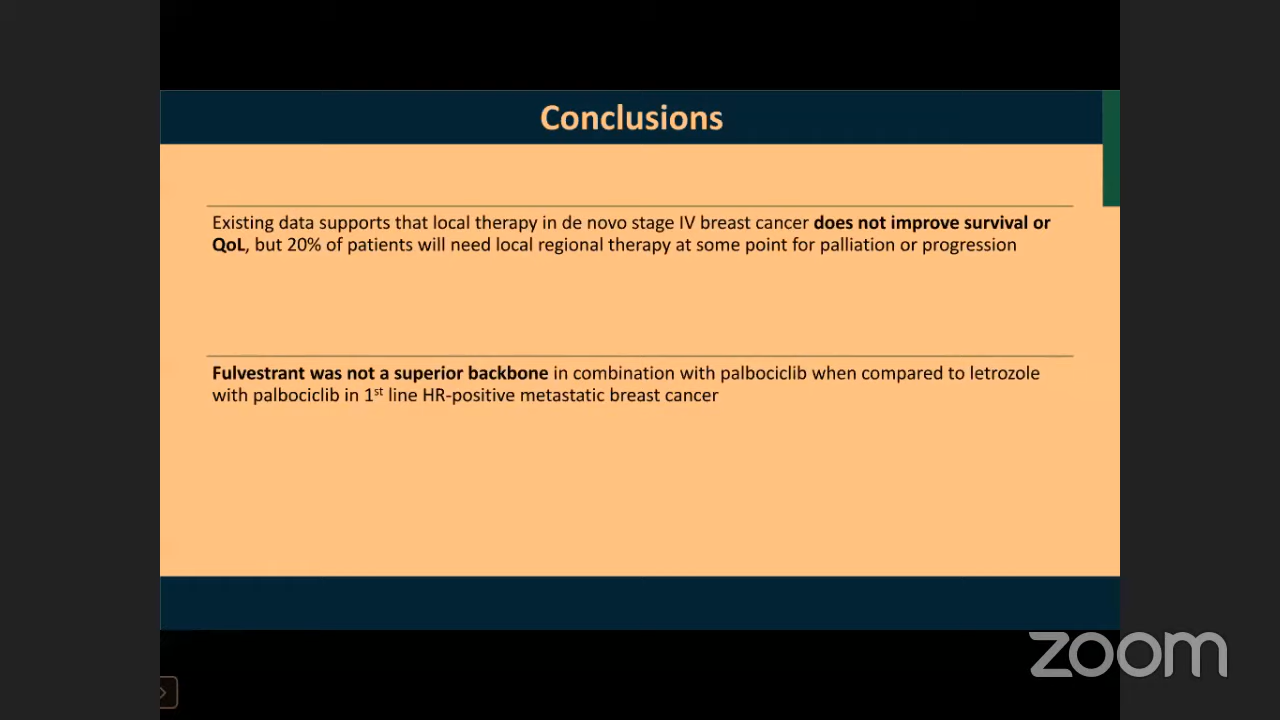 Conclusions
Existing data supports that local therapy in de novo stage IV breast cancer does not improve survival or
QoL, but 20% of patients will need local regional therapy at some point for palliation or progression
Fulvestrant was not a superior backbone in combination with palbociclib when compared to letrozole
with palbociclib in 1st line HR-positive metastatic breast cancer
zoom